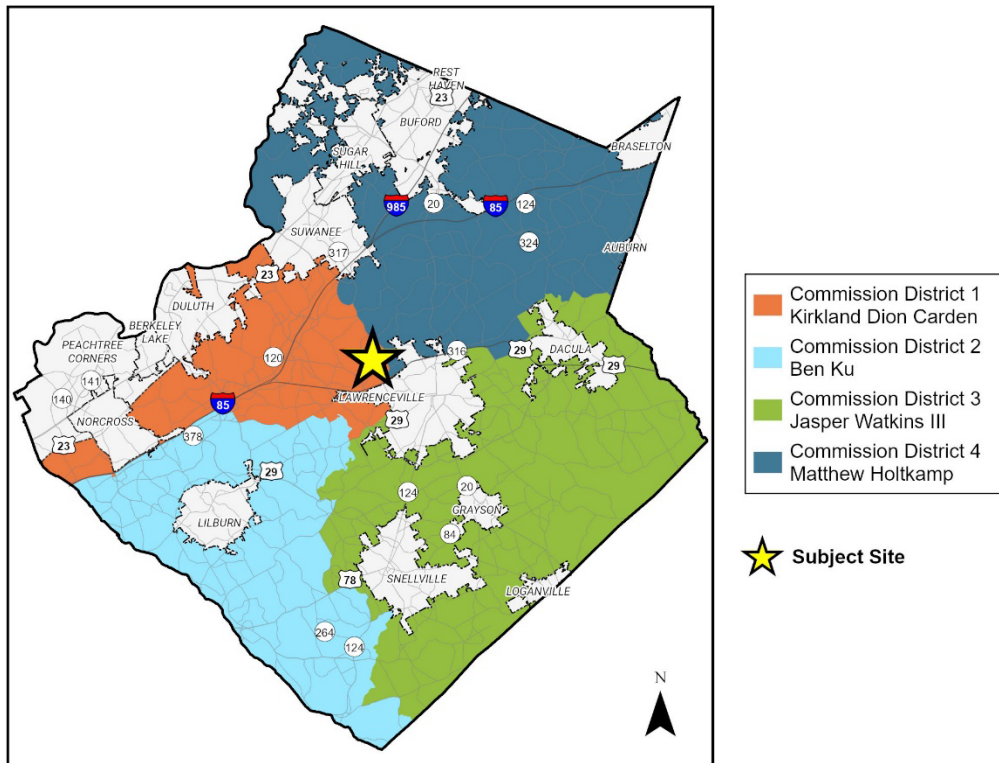 REST
HAVEN
23
BUFORD
BRASELTON
SUGAR
HILL
985
20
85
124
SUWANEE
317
324
AUBURN
23
DULUTH
BERKELEY
LAKE
PEACHTREE
CORNERS
120
316
29
DACULA
29
141
140
LAWRENCEVILLE
85
29
NORCROSS
378
23
29
LILBURN
124
20
GRAYSON
84
78
SNELLVILLE
LOGANVILLE
264
124
N
Commission District 1
Kirkland Dion Carden
Commission District 2
Ben Ku
Commission District 3
Jasper Watkins III
Commission District 4
Matthew Holtkamp
Subject Site